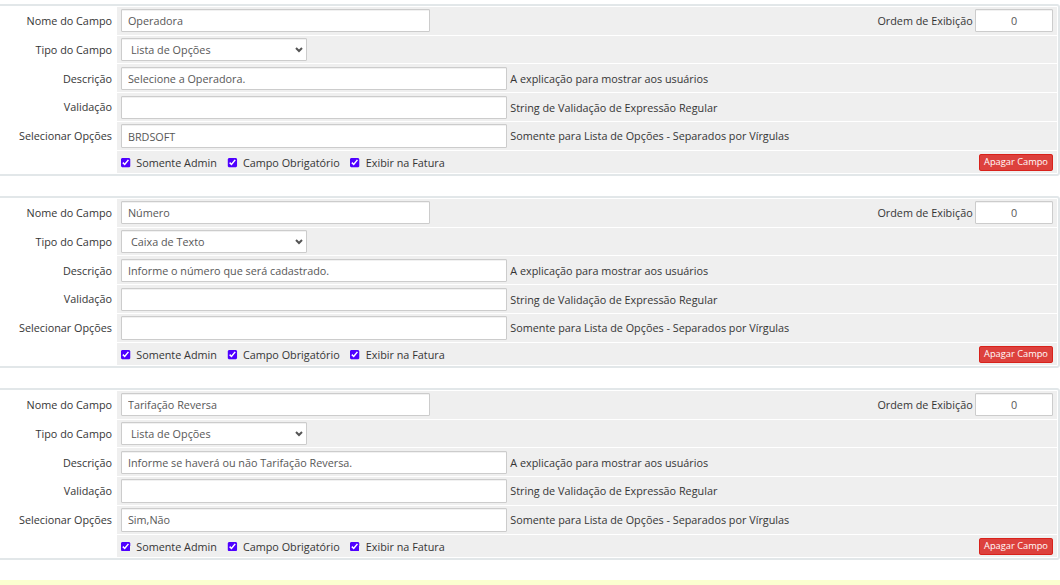 Nome do Campo Operadora Ordem de Exibição 0
Tipo do Campo Lista de Opções
Descrição Selecione a Operadora. A explicação para mostrar aos usuários
Validação String de Validação de Expressão Regular
Selecionar Opções BRDSOFT Somente para Lista de Opções - Separados por Vírgulas
Somente Admin Campo Obrigatório Exibir na Fatura Apagar Campo
Nome do Campo Número Ordem de Exibição 0
Tipo do Campo Caixa de Texto
Descrição Informe o número que será cadastrado. A explicação para mostrar aos usuários
Validação String de Validação de Expressão Regular
Selecionar Opções Somente para Lista de Opções - Separados por Vírgulas
Somente Admin Campo Obrigatório Exibir na Fatura Apagar Campo
Nome do Campo Tarifação Reversa Ordem de Exibição 0
Tipo do Campo Lista de Opções
Descrição Informe se haverá ou não Tarifação Reversa. A explicação para mostrar aos usuários
Validação String de Validação de Expressão Regular
Selecionar Opções Sim,Não Somente para Lista de Opções - Separados por Vírgulas
Somente Admin Campo Obrigatório Exibir na Fatura Apagar Campo